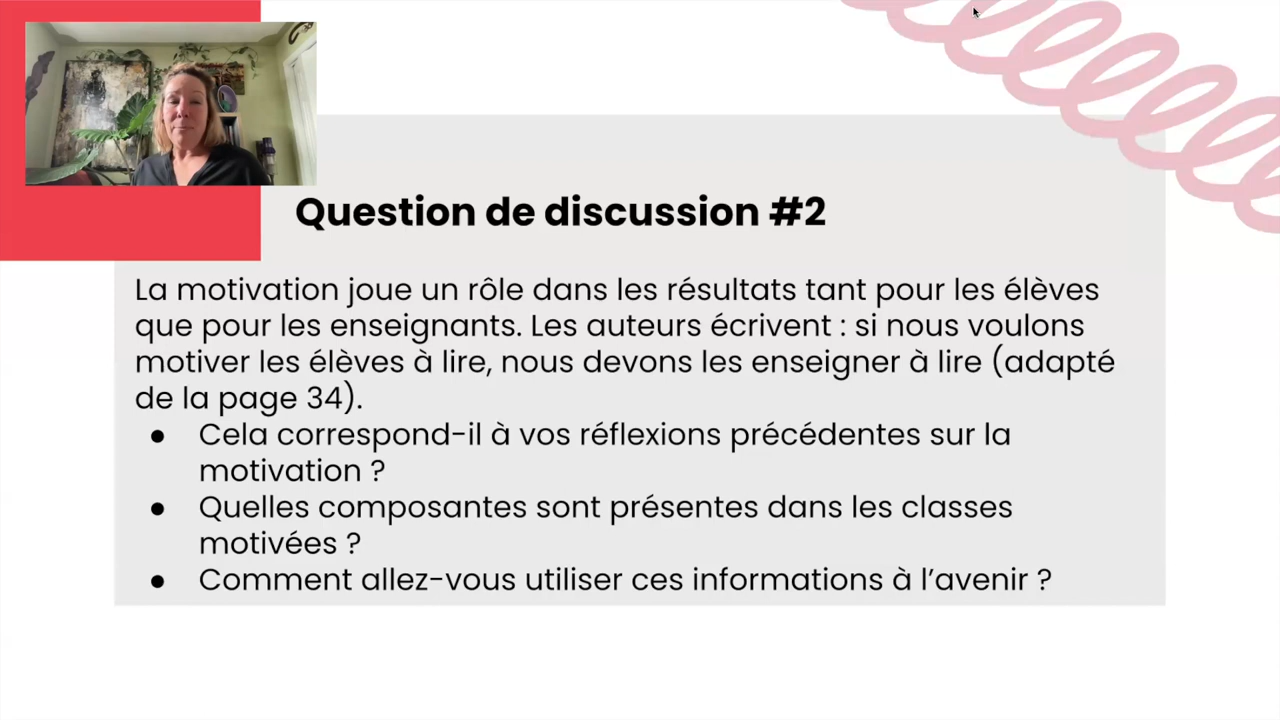 Question de discussion #2
La motivation joue un rôle dans les résultats tant pour les élèves
que pour les enseignants. Les auteurs écrivent : si nous voulons
motiver les élèves à lire, nous devons les enseigner à lire (adapté
de la page 34).
● Cela correspond-il à vos réflexions précédentes sur la
motivation ?
● Quelles composantes sont présentes dans les classes
motivées ?
● Comment allez-vous utiliser ces informations à l’avenir ?